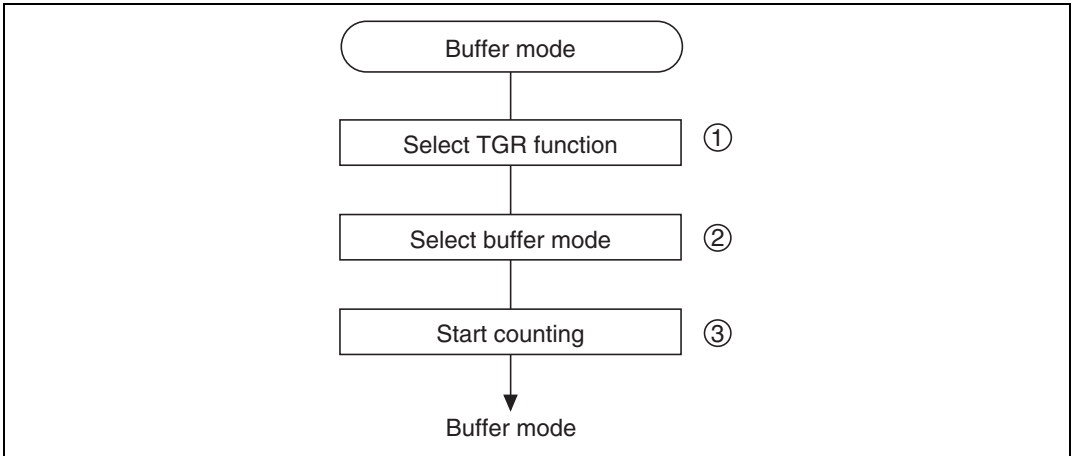 Buffer mode
Select TGR function ①
Select buffer mode ②
Start counting ③
Buffer mode